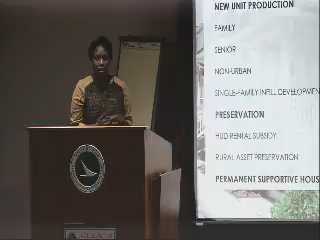 NEW UNIT PRODUCTION
FAMILY
SENIOR
NON-URBAN
SINGLE-FAMILY INFILL DEVELOPMEN
PRESERVATION
HUD RENTAL SUBSIDY
RURAL ASSET PRESERVATION
PERMANENT SUPPORTIVE HOUS